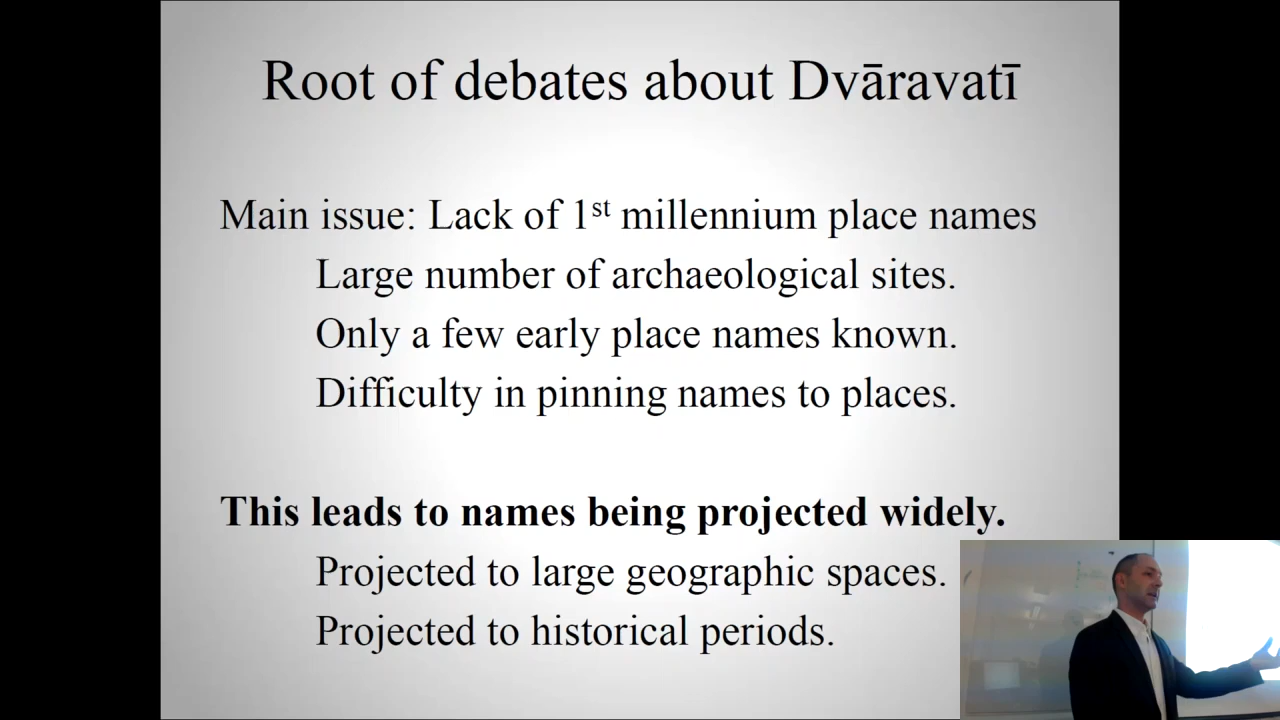 Root of debates about Dvāravatī
Main issue: Lack of 1st millennium place names
Large number of archaeological sites.
Only a few early place names known.
Difficulty in pinning names to places.
This leads to names being projected widely.
Projected to large geographic spaces.
Projected to historical periods.